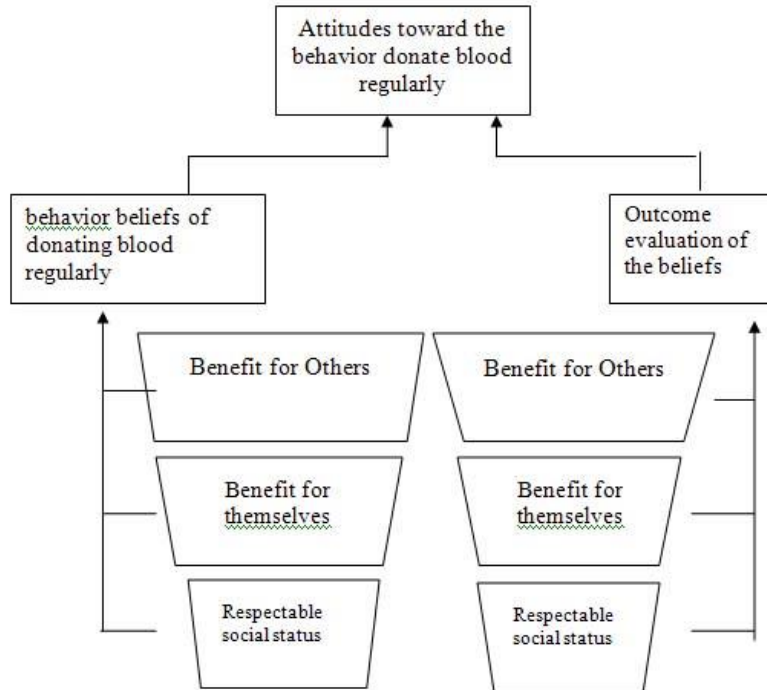 Attitudes toward the
behavior donate blood
regularly
behavior beliefs of
donating blood
regularly
Outcome
evaluation of
the beliefs
Benefit for Others
Benefit for Others
Benefit for
themselves
Benefit for
themselves
Respectable
social status
Respectable
social status